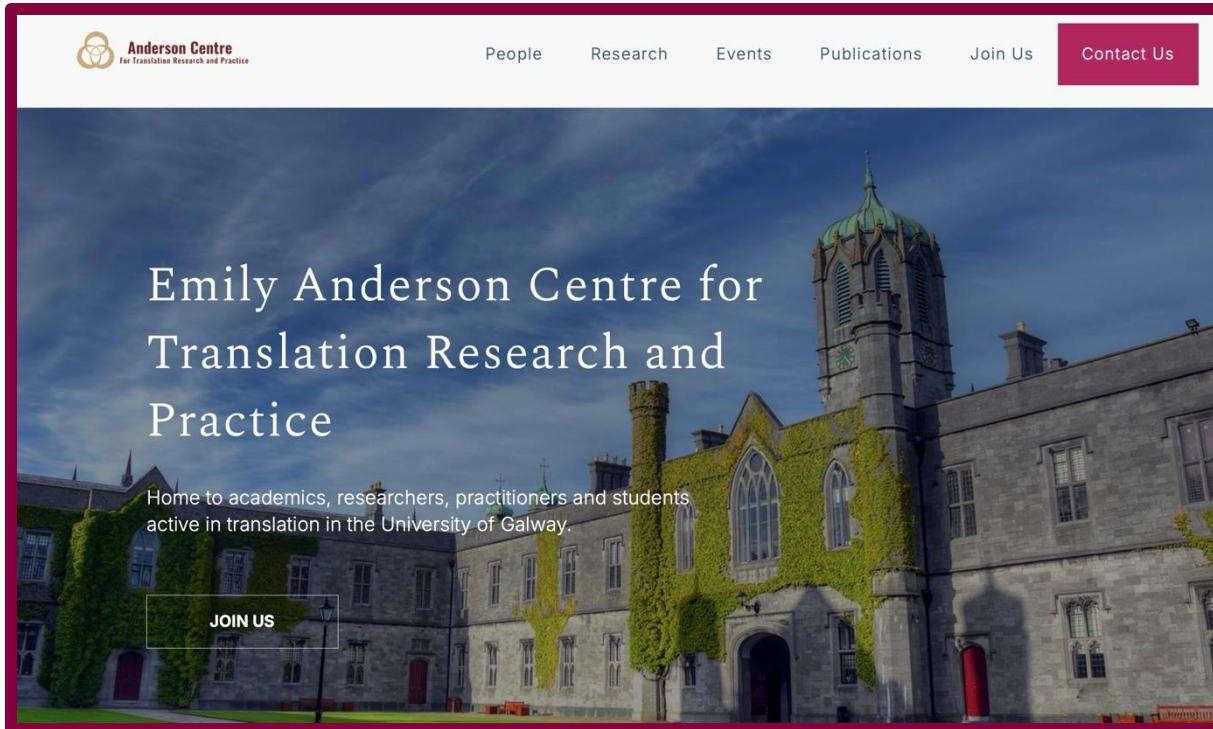 Anderson Centre
For Translation Research and Practice
People
Research
Events
Publications
Join Us
Contact Us
Emily Anderson Centre for
Translation Research and
Practice
Home to academics, researchers, practitioners and students
active in translation in the University of Galway.
JOIN US